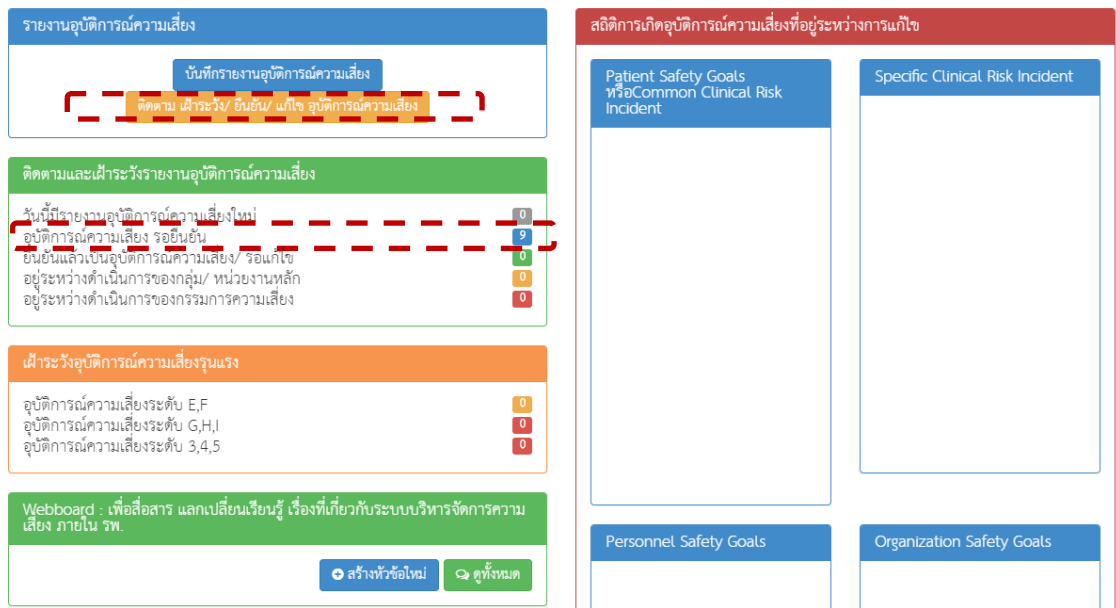 รายงานอุบัติการณ์ความเสี่ยง
บันทึกรายงานอุบัติการณ์ความเสี่ยง
ติดตาม เฝ้าระวัง/ ยืนยัน/ แก้ไข อุบัติการณ์ความเสี่ยง
ติดตามและเฝ้าระวังรายงานอุบัติการณ์ความเสี่ยง
วันนี้มีรายงานอุบัติการณ์ความเสี่ยงใหม่ 0
อุบัติการณ์ความเสี่ยง รอยืนยัน 9
ยืนยันแล้วเป็นอุบัติการณ์ความเสี่ยง/ รอแก้ไข 0
อยู่ระหว่างดำเนินการของกลุ่ม/ หน่วยงานหลัก 0
อยู่ระหว่างดำเนินการของกรรมการความเสี่ยง 0
เฝ้าระวังอุบัติการณ์ความเสี่ยงรุนแรง
อุบัติการณ์ความเสี่ยงระดับ E,F 0
อุบัติการณ์ความเสี่ยงระดับ G,H,I 0
อุบัติการณ์ความเสี่ยงระดับ 3,4,5 0
Webboard : เพื่อสื่อสาร แลกเปลี่ยนเรียนรู้ เรื่องที่เกี่ยวกับระบบบริหารจัดการความ
เสี่ยง ภายใน รพ.
สร้างหัวข้อใหม่ ดูทั้งหมด
สถิติการเกิดอุบัติการณ์ความเสี่ยงที่อยู่ระหว่างการแก้ไข
Patient Safety Goals
หรือCommon Clinical Risk
Incident
Specific Clinical Risk Incident
Personnel Safety Goals
Organization Safety Goals